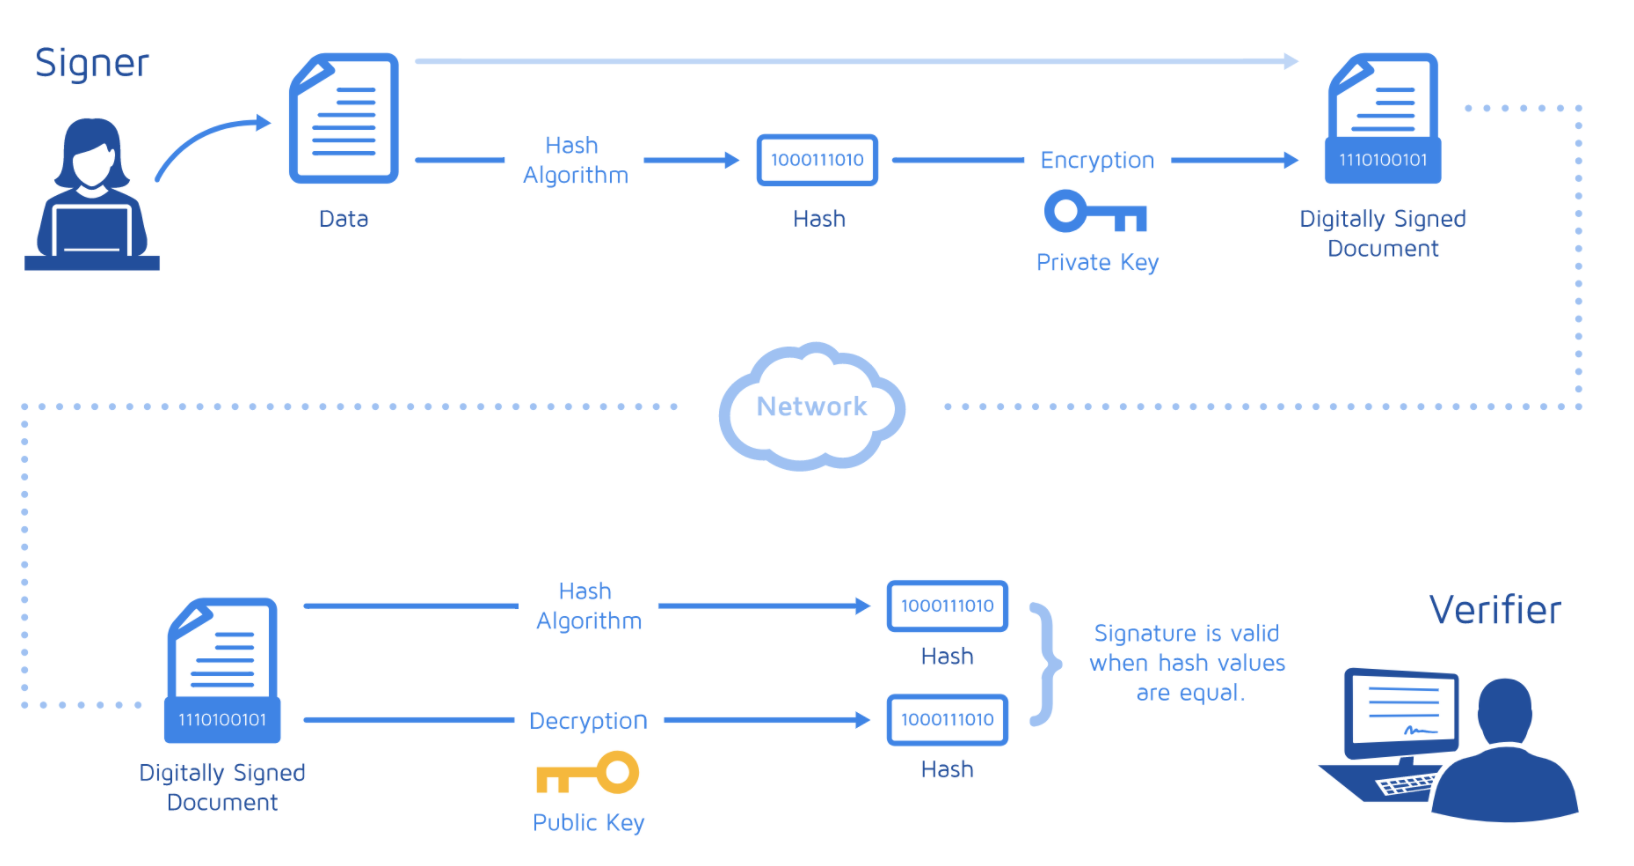 Signer
Data
Hash
Algorithm
1000111010
Hash
Encryption
Private Key
1110100101
Digitally Signed
Document
Network
1110100101
Digitally Signed
Document
Hash
Algorithm
1000111010
Hash
Decryption
Public Key
1000111010
Hash
Signature is valid
when hash values
are equal.
Verifier